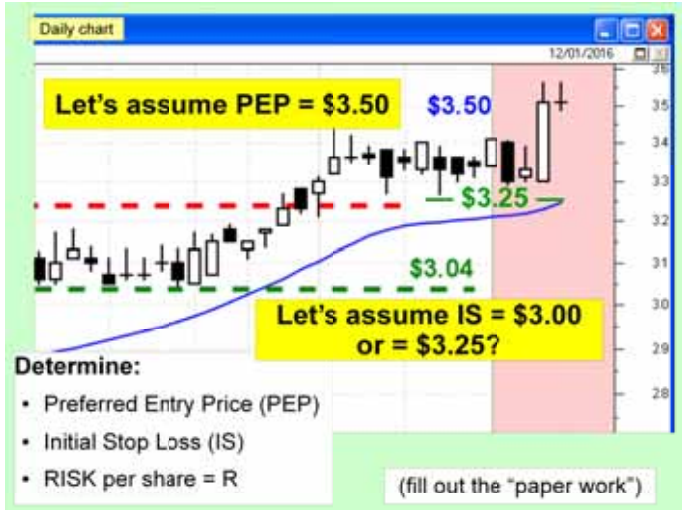 Daily chart
12/01/2016
Let's assume PEP = $3.50
$3.50
36
35
34
33
$3.25
32
31
$3.04
30
Let's assume IS = $3.00
or = $3.25?
29
28
Determine:
• Preferred Entry Price (PEP)
• Initial Stop Loss (IS)
• RISK per share = R
(fill out the "paper work")